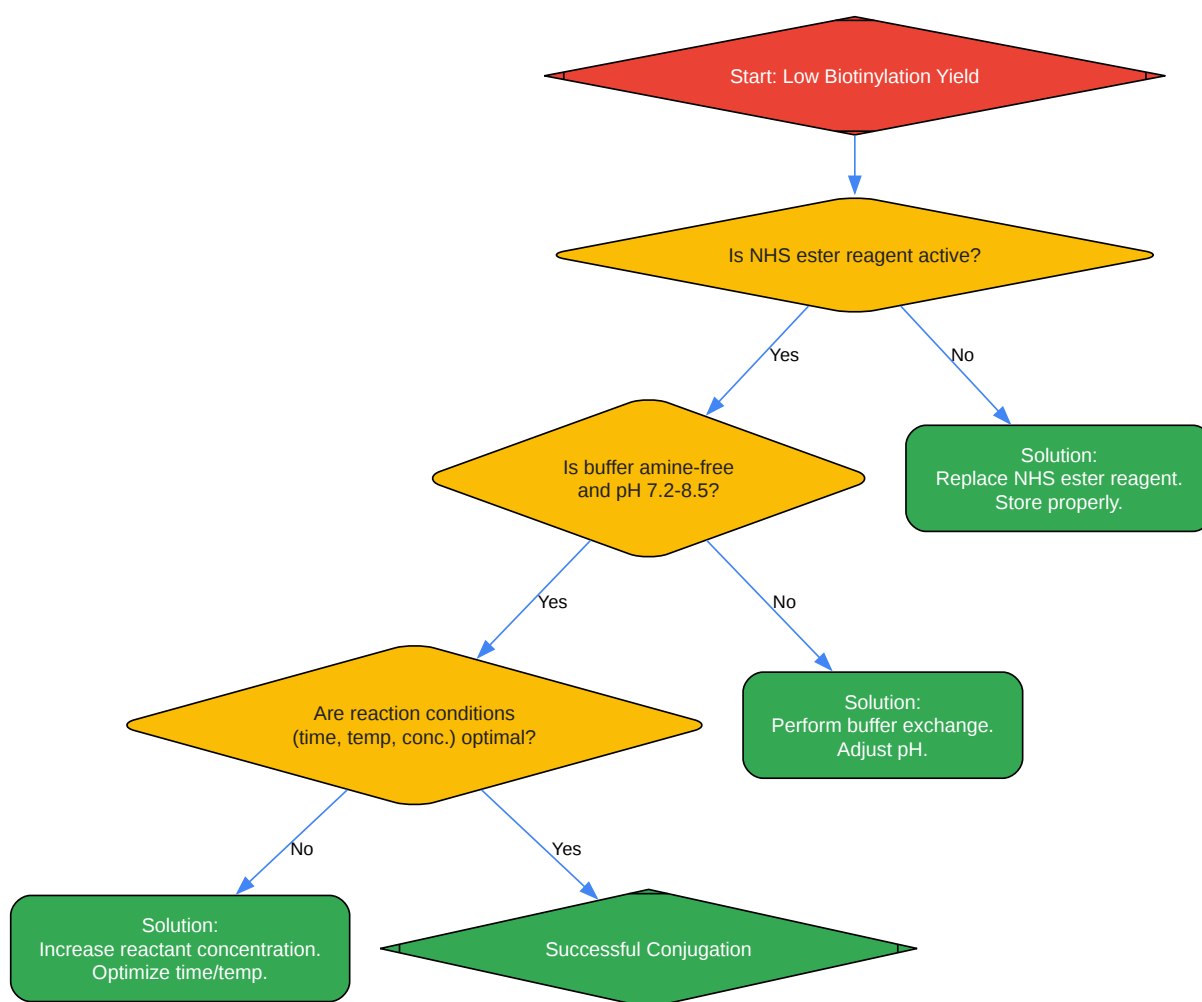 Start: Low Biotinylation Yield
Is NHS ester reagent active?
Yes
No
Is buffer amine-free
and pH 7.2-8.5?
Solution:
Replace NHS ester reagent.
Store properly.
Yes
No
Are reaction conditions
(time, temp, conc.) optimal?
Solution:
Perform buffer exchange.
Adjust pH.
No
Yes
Solution:
Increase reactant concentration.
Optimize time/temp.
Successful Conjugation